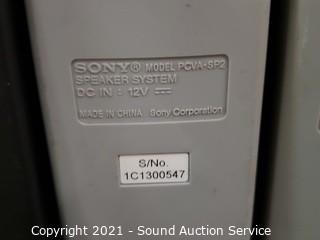 SONY® MODEL PCVA-SP2
SPEAKER SYSTEM
DC IN : 12V ⎓
MADE IN CHINA Sony Corporation
S/No.
1C1300547
Copyright 2021 - Sound Auction Service